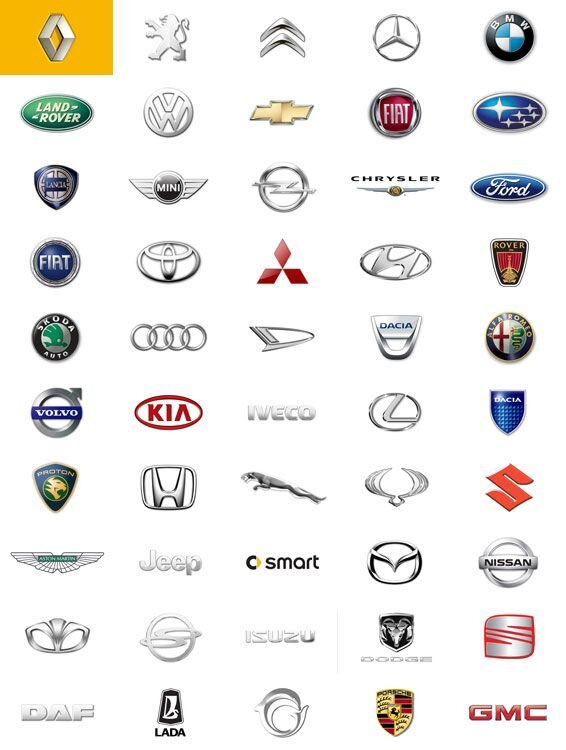 BMW
LAND
ROVER
VW
FIAT
LANCIA
MINI
CHRYSLER
Ford
FIAT
ROVER
SKODA
AUTO
DACIA
ALFA ROMEO
VOLVO
KIA
IVECO
DACIA
PROTON
ASTON MARTIN
Jeep
smart
NISSAN
ISUZU
DODGE
DAF
LADA
PORSCHE
GMC